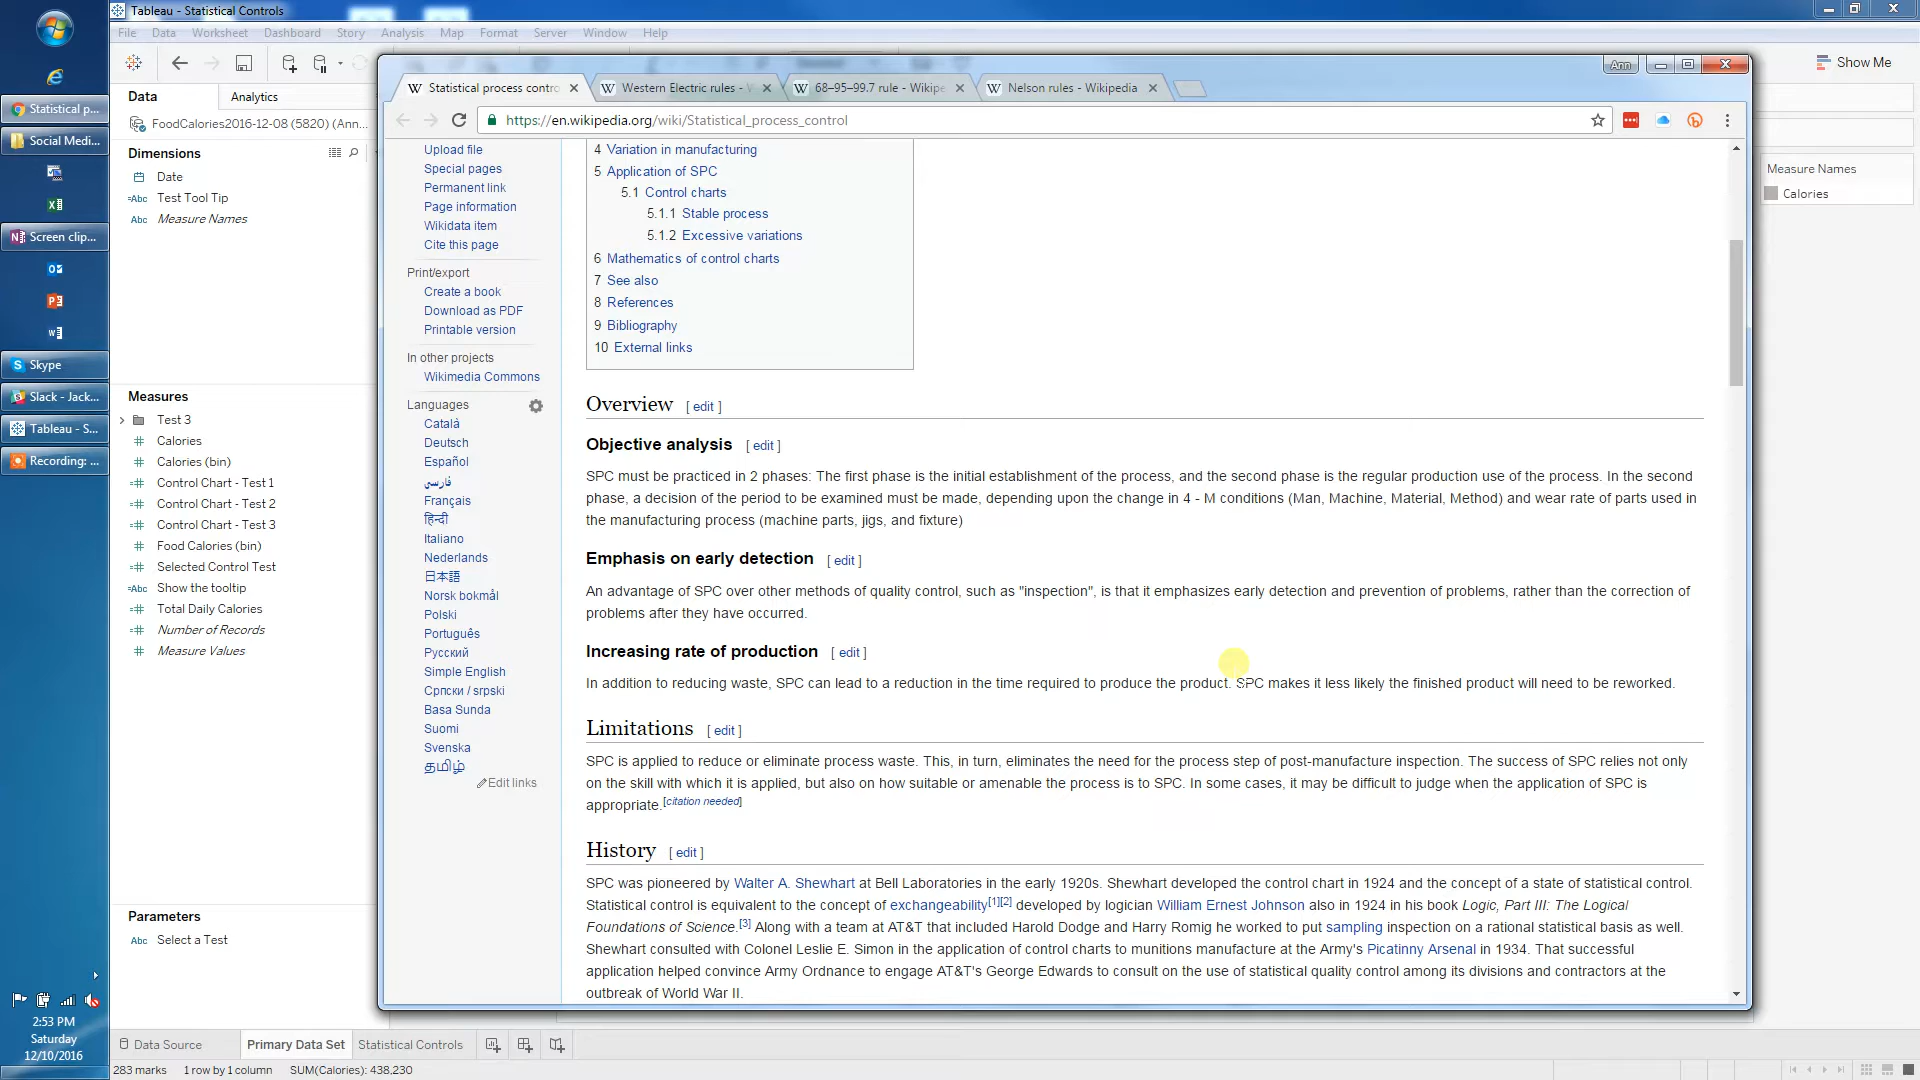 Tableau - Statistical Controls
File Data Worksheet Dashboard Story Analysis Map Format Server Window Help
Show Me
Data
Analytics
FoodCalories2016-12-08 (5820) (Ann...
Dimensions
Date
Abc Test Tool Tip
Abc Measure Names
Measures
Test 3
Calories
Calories (bin)
Control Chart - Test 1
Control Chart - Test 2
Control Chart - Test 3
Food Calories (bin)
Selected Control Test
Abc Show the tooltip
Total Daily Calories
Number of Records
Measure Values
Parameters
Abc Select a Test
Data Source
Primary Data Set
Statistical Controls
283 marks 1 row by 1 column SUM(Calories): 438,230
Measure Names
Calories
Statistical p...
Social Medi...
Screen clip...
Skype
Slack - Jack...
Tableau - S...
Recording: ...
2:53 PM
Saturday
12/10/2016
Ann
Statistical process contro
Western Electric rules -
68–95–99.7 rule - Wikipe
Nelson rules - Wikipedia
https://en.wikipedia.org/wiki/Statistical_process_control
Upload file
Special pages
Permanent link
Page information
Wikidata item
Cite this page
Print/export
Create a book
Download as PDF
Printable version
In other projects
Wikimedia Commons
Languages
Català
Deutsch
Español
فارسی
Français
हिन्दी
Italiano
Nederlands
日本語
Norsk bokmål
Polski
Português
Русский
Simple English
Српски / srpski
Basa Sunda
Suomi
Svenska
தமிழ்
Edit links
4 Variation in manufacturing
5 Application of SPC
5.1 Control charts
5.1.1 Stable process
5.1.2 Excessive variations
6 Mathematics of control charts
7 See also
8 References
9 Bibliography
10 External links
Overview [ edit ]
Objective analysis [ edit ]
SPC must be practiced in 2 phases: The first phase is the initial establishment of the process, and the second phase is the regular production use of the process. In the second
phase, a decision of the period to be examined must be made, depending upon the change in 4 - M conditions (Man, Machine, Material, Method) and wear rate of parts used in
the manufacturing process (machine parts, jigs, and fixture)
Emphasis on early detection [ edit ]
An advantage of SPC over other methods of quality control, such as "inspection", is that it emphasizes early detection and prevention of problems, rather than the correction of
problems after they have occurred.
Increasing rate of production [ edit ]
In addition to reducing waste, SPC can lead to a reduction in the time required to produce the product. SPC makes it less likely the finished product will need to be reworked.
Limitations [ edit ]
SPC is applied to reduce or eliminate process waste. This, in turn, eliminates the need for the process step of post-manufacture inspection. The success of SPC relies not only
on the skill with which it is applied, but also on how suitable or amenable the process is to SPC. In some cases, it may be difficult to judge when the application of SPC is
appropriate.[citation needed]
History [ edit ]
SPC was pioneered by Walter A. Shewhart at Bell Laboratories in the early 1920s. Shewhart developed the control chart in 1924 and the concept of a state of statistical control.
Statistical control is equivalent to the concept of exchangeability[1][2] developed by logician William Ernest Johnson also in 1924 in his book Logic, Part III: The Logical
Foundations of Science.[3] Along with a team at AT&T that included Harold Dodge and Harry Romig he worked to put sampling inspection on a rational statistical basis as well.
Shewhart consulted with Colonel Leslie E. Simon in the application of control charts to munitions manufacture at the Army's Picatinny Arsenal in 1934. That successful
application helped convince Army Ordnance to engage AT&T's George Edwards to consult on the use of statistical quality control among its divisions and contractors at the
outbreak of World War II.